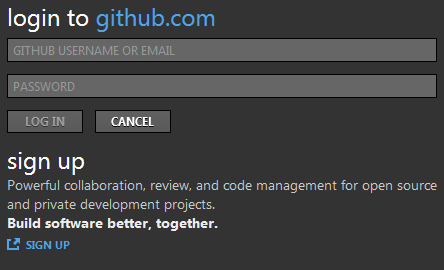 login to github.com
GITHUB USERNAME OR EMAIL
PASSWORD
LOG IN CANCEL
sign up
Powerful collaboration, review, and code management for open source
and private development projects.
Build software better, together.
SIGN UP